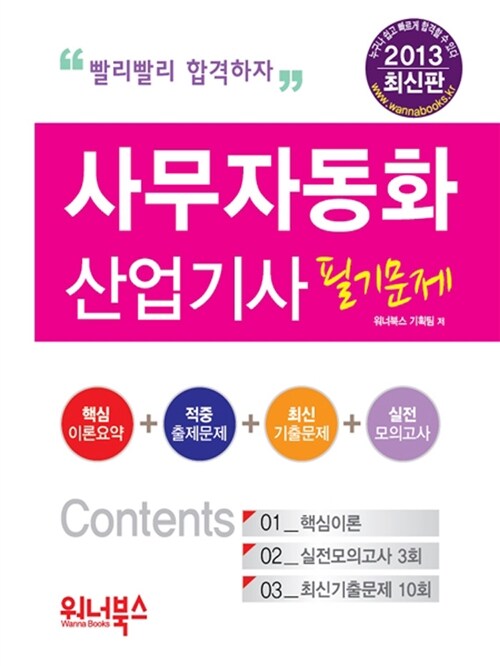 “빨리빨리 합격하자”
누구나 쉽고 빠르게 합격할 수 있다
2013
최신판
www.wannabooks.kr
사무자동화
산업기사 필기문제
워너북스 기획팀 저
핵심
이론요약
+
적중
출제문제
+
최신
기출문제
+
실전
모의고사
Contents
01_핵심이론
02_실전모의고사 3회
03_최신기출문제 10회
워너북스
Wanna Books